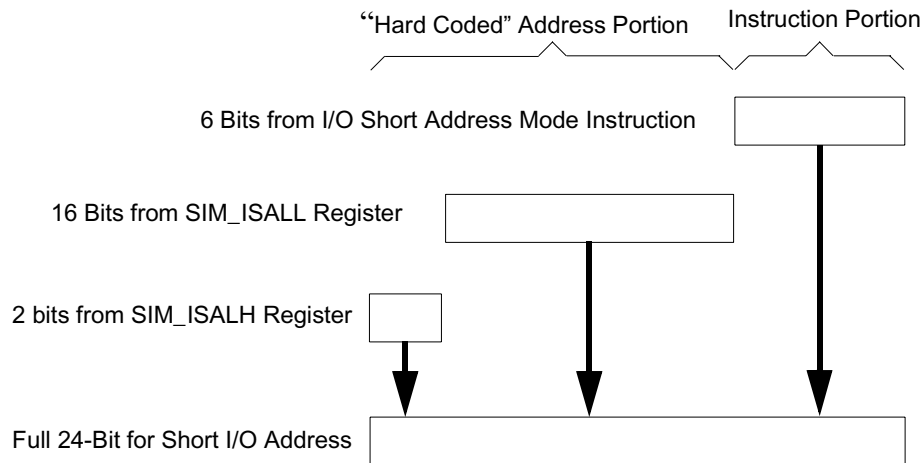 “Hard Coded” Address Portion
Instruction Portion
6 Bits from I/O Short Address Mode Instruction
16 Bits from SIM_ISALL Register
2 bits from SIM_ISALH Register
Full 24-Bit for Short I/O Address